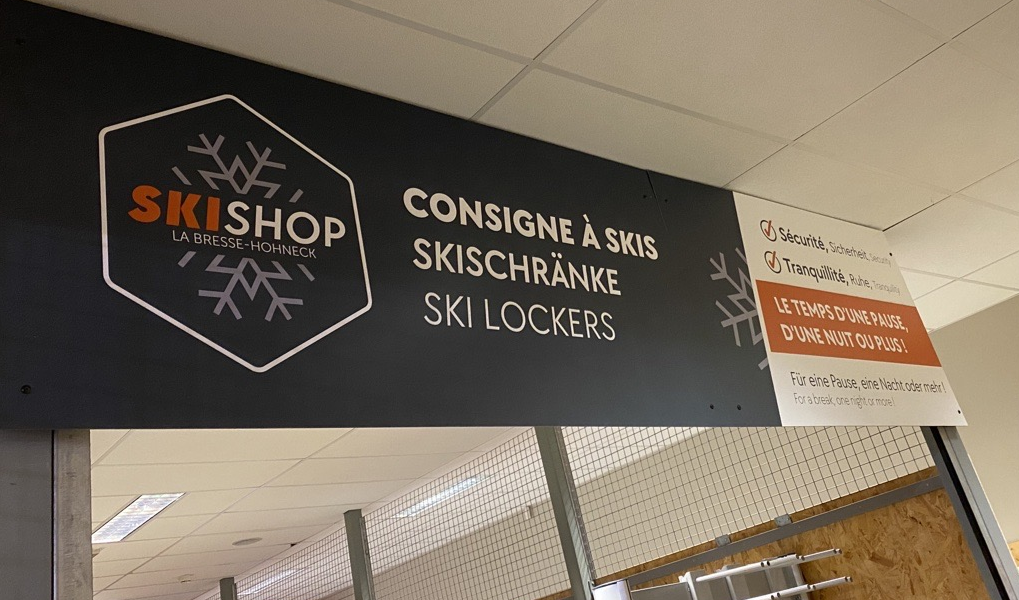 SKISHOP
LA BRESSE-HOHNECK
CONSIGNE À SKIS
SKISCHRÄNKE
SKI LOCKERS
Sécurité, Sicherheit, Security
Tranquillité, Ruhe, Tranquility
LE TEMPS D'UNE PAUSE,
D'UNE NUIT OU PLUS !
Für eine Pause, eine Nacht oder mehr !
For a break, one night or more !